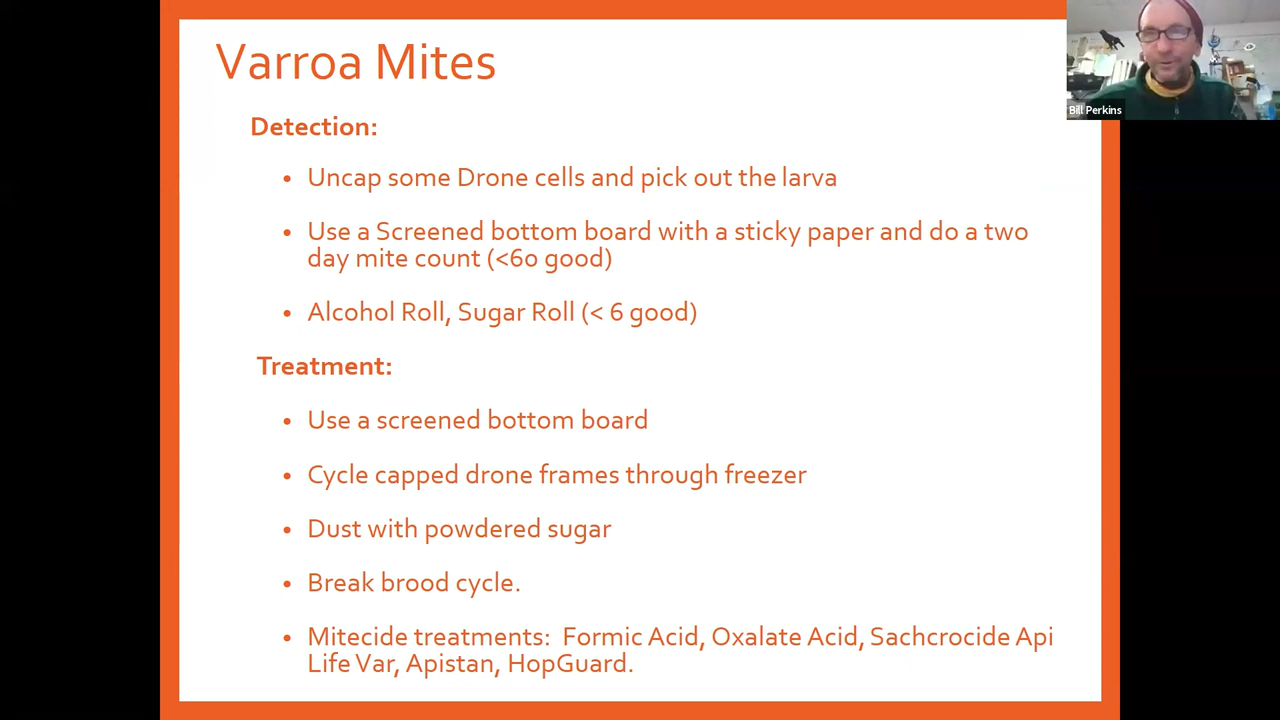 Varroa Mites
Bill Perkins
Detection:
• Uncap some Drone cells and pick out the larva
• Use a Screened bottom board with a sticky paper and do a two
day mite count (<60 good)
• Alcohol Roll, Sugar Roll (< 6 good)
Treatment:
• Use a screened bottom board
• Cycle capped drone frames through freezer
• Dust with powdered sugar
• Break brood cycle.
• Mitecide treatments:  Formic Acid, Oxalate Acid, Sachcrocide Api
Life Var, Apistan, HopGuard.